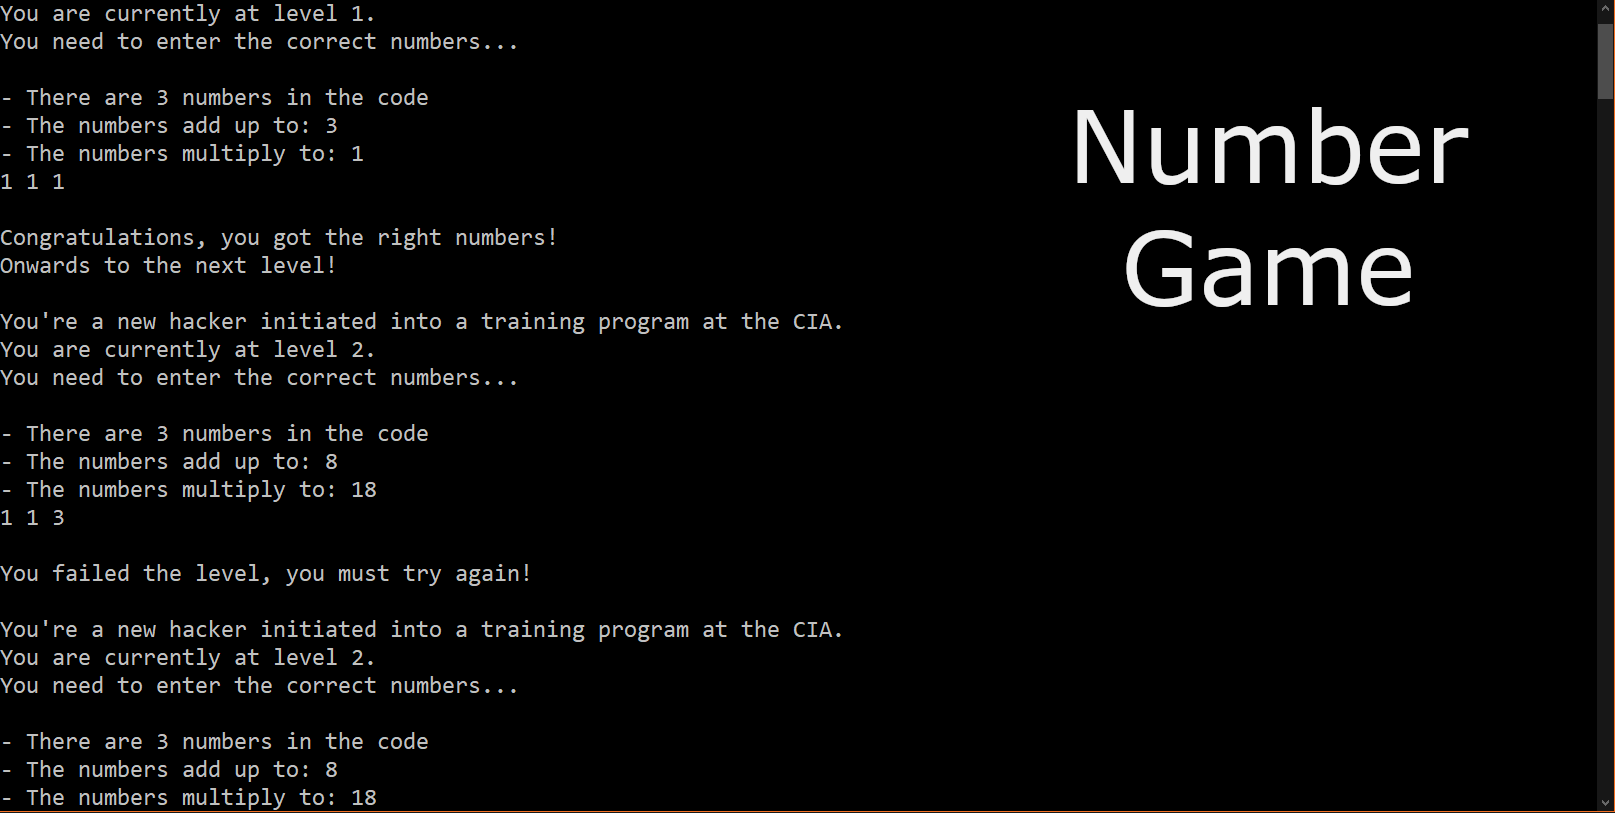 You are currently at level 1.
You need to enter the correct numbers...
- There are 3 numbers in the code
- The numbers add up to: 3
- The numbers multiply to: 1
1 1 1
Congratulations, you got the right numbers!
Onwards to the next level!
You're a new hacker initiated into a training program at the CIA.
You are currently at level 2.
You need to enter the correct numbers...
- There are 3 numbers in the code
- The numbers add up to: 8
- The numbers multiply to: 18
1 1 3
You failed the level, you must try again!
You're a new hacker initiated into a training program at the CIA.
You are currently at level 2.
You need to enter the correct numbers...
- There are 3 numbers in the code
- The numbers add up to: 8
- The numbers multiply to: 18
Number
Game